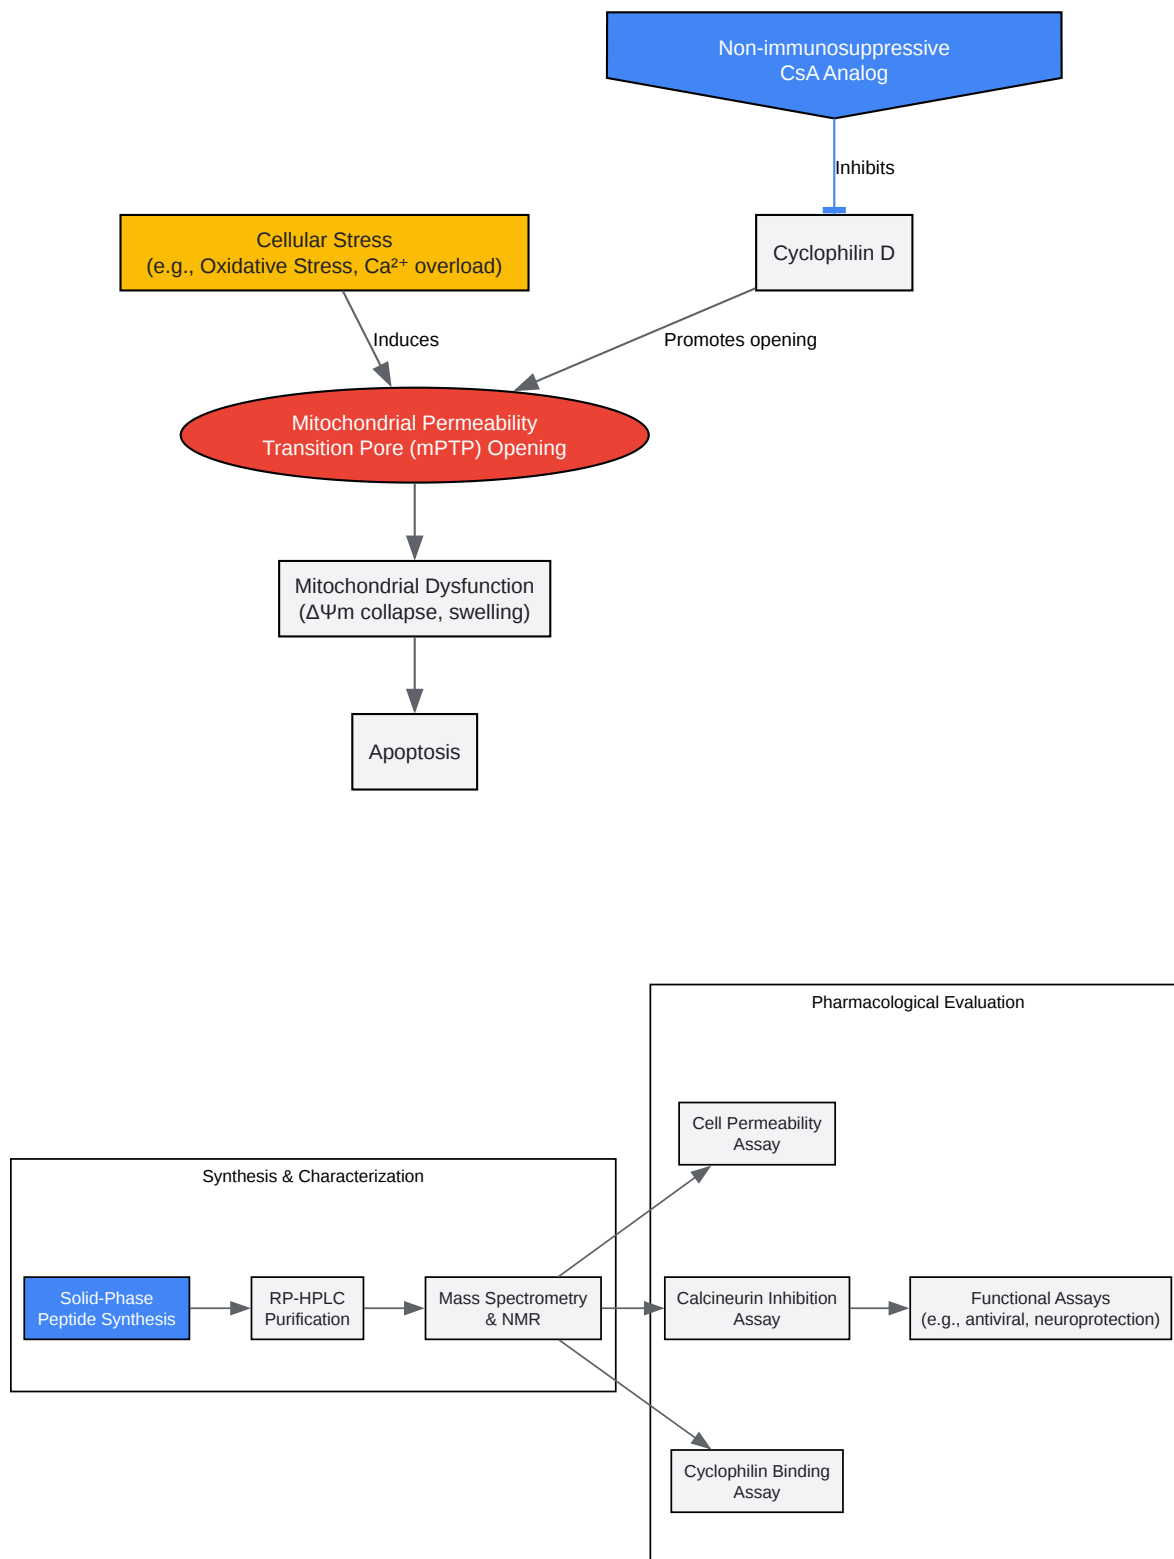 Non-immunosuppressive
CsA Analog
Inhibits
Cellular Stress
(e.g., Oxidative Stress, Ca²⁺ overload)
Cyclophilin D
Induces
Promotes opening
Mitochondrial Permeability
Transition Pore (mPTP) Opening
Mitochondrial Dysfunction
(ΔΨm collapse, swelling)
Apoptosis
Pharmacological Evaluation
Cell Permeability
Assay
Synthesis & Characterization
Solid-Phase
Peptide Synthesis
RP-HPLC
Purification
Mass Spectrometry
& NMR
Calcineurin Inhibition
Assay
Functional Assays
(e.g., antiviral, neuroprotection)
Cyclophilin Binding
Assay